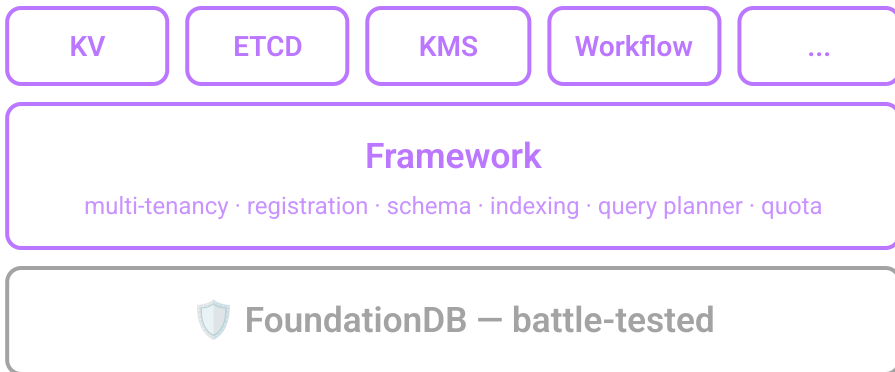 KV
ETCD
KMS
Workflow
...
Framework
multi-tenancy · registration · schema · indexing · query planner · quota
FoundationDB — battle-tested